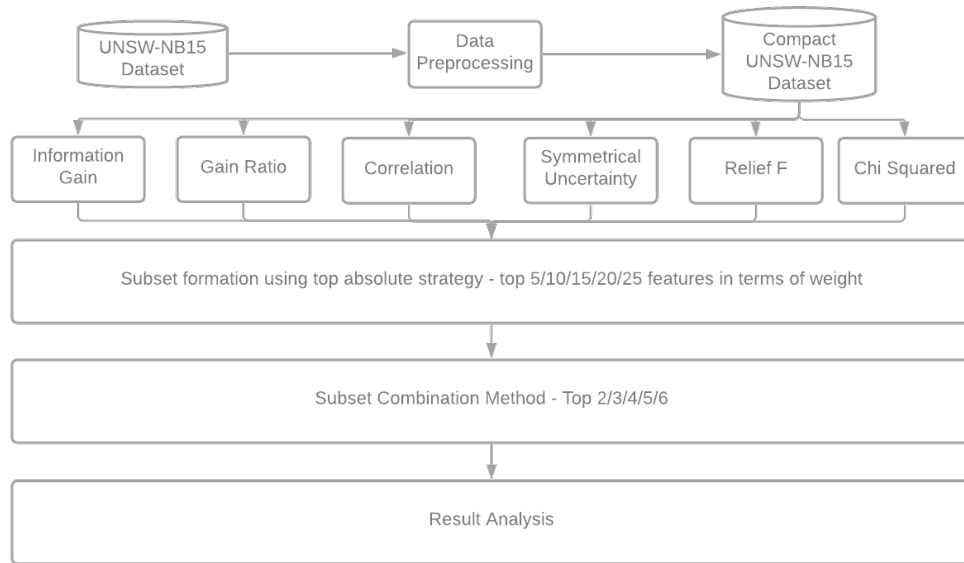 UNSW-NB15
Dataset
Data
Preprocessing
Compact
UNSW-NB15
Dataset
Information
Gain
Gain Ratio
Correlation
Symmetrical
Uncertainty
Relief F
Chi Squared
Subset formation using top absolute strategy - top 5/10/15/20/25 features in terms of weight
Subset Combination Method - Top 2/3/4/5/6
Result Analysis